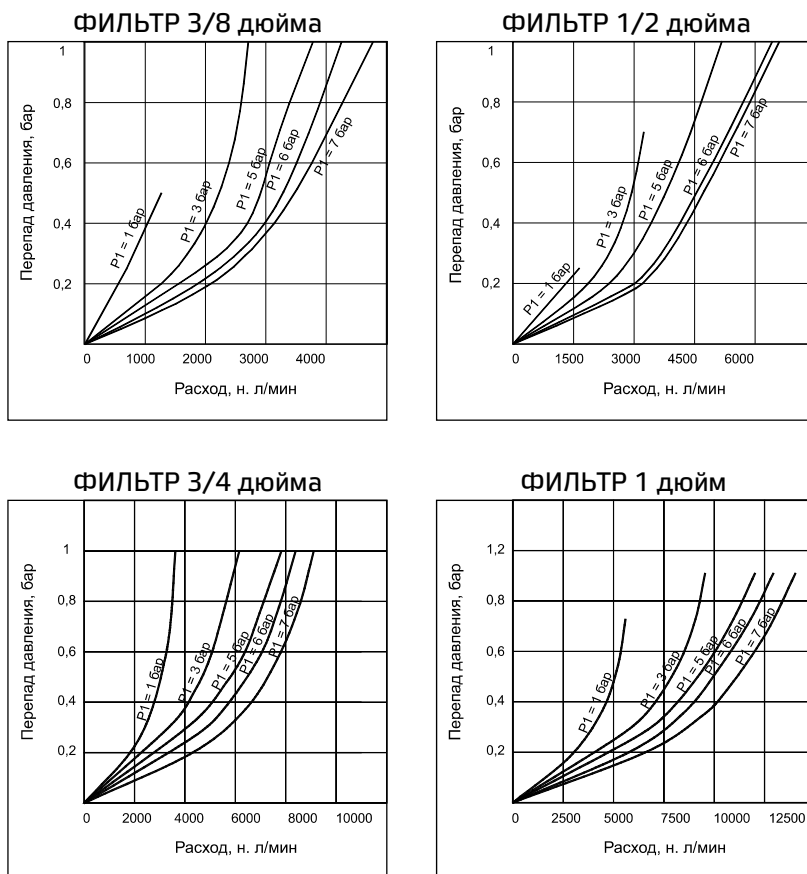 ФИЛЬТР 3/8 дюйма
Перепад давления, бар
1
0,8
0,6
0,4
0,2
P1 = 1 бар
P1 = 3 бар
P1 = 5 бар
P1 = 6 бар
P1 = 7 бар
0 1000 2000 3000 4000
Расход, н. л/мин
ФИЛЬТР 1/2 дюйма
Перепад давления, бар
1
0,8
0,6
0,4
0,2
P1 = 1 бар
P1 = 3 бар
P1 = 5 бар
P1 = 6 бар
P1 = 7 бар
0 1500 3000 4500 6000
Расход, н. л/мин
ФИЛЬТР 3/4 дюйма
Перепад давления, бар
1
0,8
0,6
0,4
0,2
P1 = 1 бар
P1 = 3 бар
P1 = 5 бар
P1 = 6 бар
P1 = 7 бар
0 2000 4000 6000 8000 10000
Расход, н. л/мин
ФИЛЬТР 1 дюйм
Перепад давления, бар
1,2
0,8
0,6
0,4
0,2
P1 = 1 бар
P1 = 3 бар
P1 = 5 бар
P1 = 6 бар
P1 = 7 бар
0 2500 5000 7500 10000 12500
Расход, н. л/мин